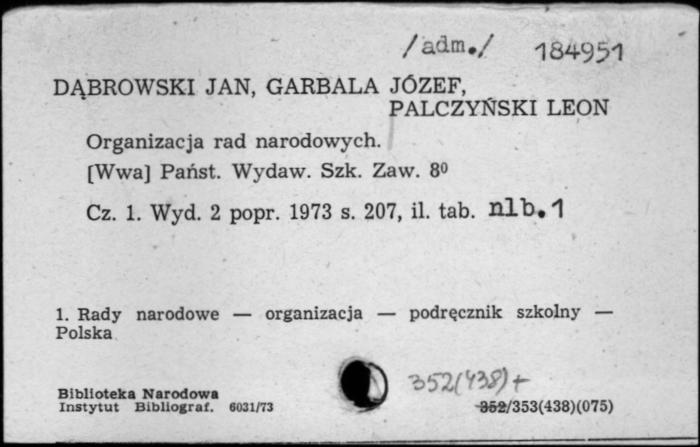 /adm./ 184951
DĄBROWSKI JAN, GARBALA JÓZEF,
PALCZYŃSKI LEON
Organizacja rad narodowych.
[Wwa] Państ. Wydaw. Szk. Zaw. 8⁰
Cz. 1. Wyd. 2 popr. 1973 s. 207, il. tab. nlb.1
1. Rady narodowe — organizacja — podręcznik szkolny —
Polska
352(438)+
Biblioteka Narodowa
Instytut Bibliograf. 6031/73
352/353(438)(075)